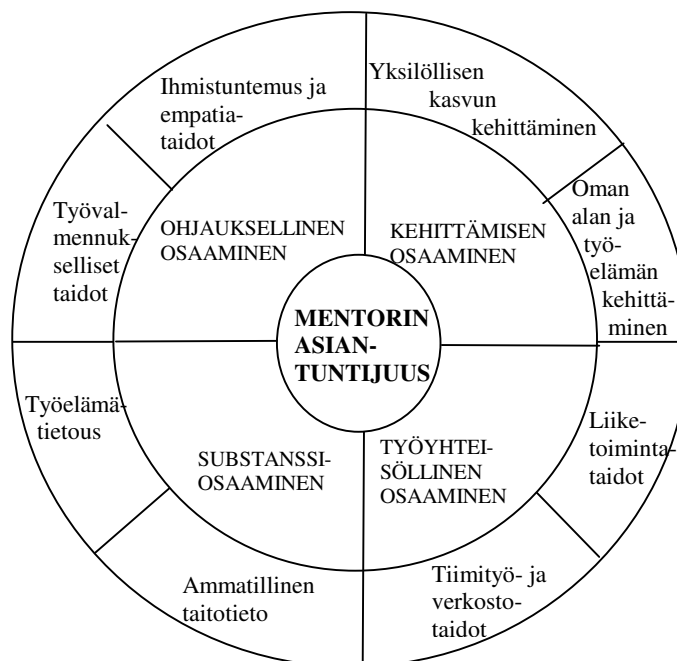 Ihmistuntemus ja
empatia-
taidot
Yksilöllisen
kasvun
kehittäminen
Työval-
mennuk-
selliset
taidot
OHJAUKSELLINEN
OSAAMINEN
KEHITTÄMISEN
OSAAMINEN
Oman
alan ja
työ-
elämän
kehittä-
minen
MENTORIN
ASIAN-
TUNTIJUUS
Työelämä-
tietous
SUBSTANSSI-
OSAAMINEN
TYÖYHTEI-
SÖLLINEN
OSAAMINEN
Liike-
toiminta-
taidot
Ammatillinen
taitotieto
Tiimityö- ja
verkosto-
taidot